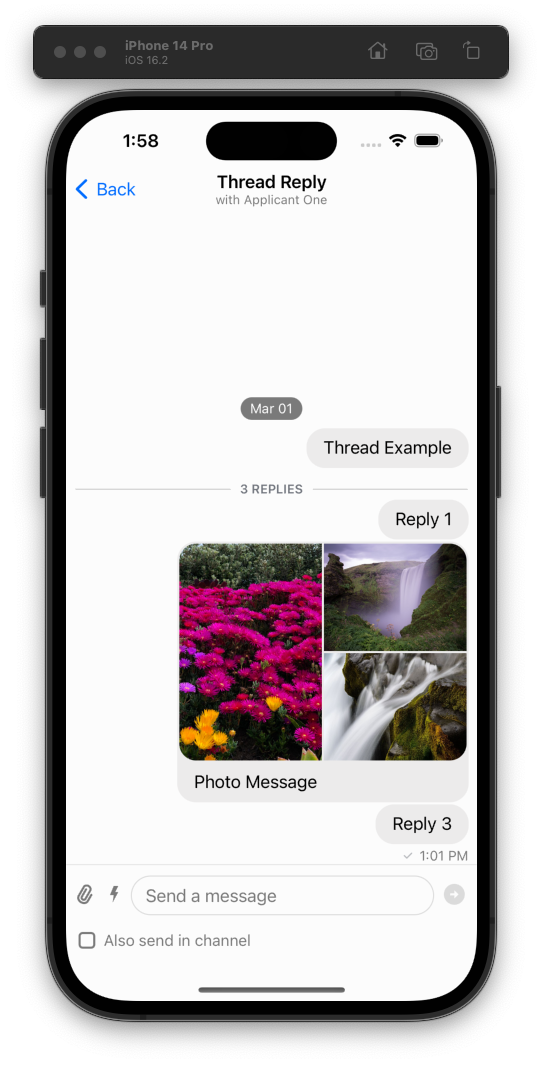 iPhone 14 Pro
iOS 16.2
1:58
Back
Thread Reply
with Applicant One
Mar 01
Thread Example
3 REPLIES
Reply 1
Photo Message
Reply 3
1:01 PM
Send a message
Also send in channel